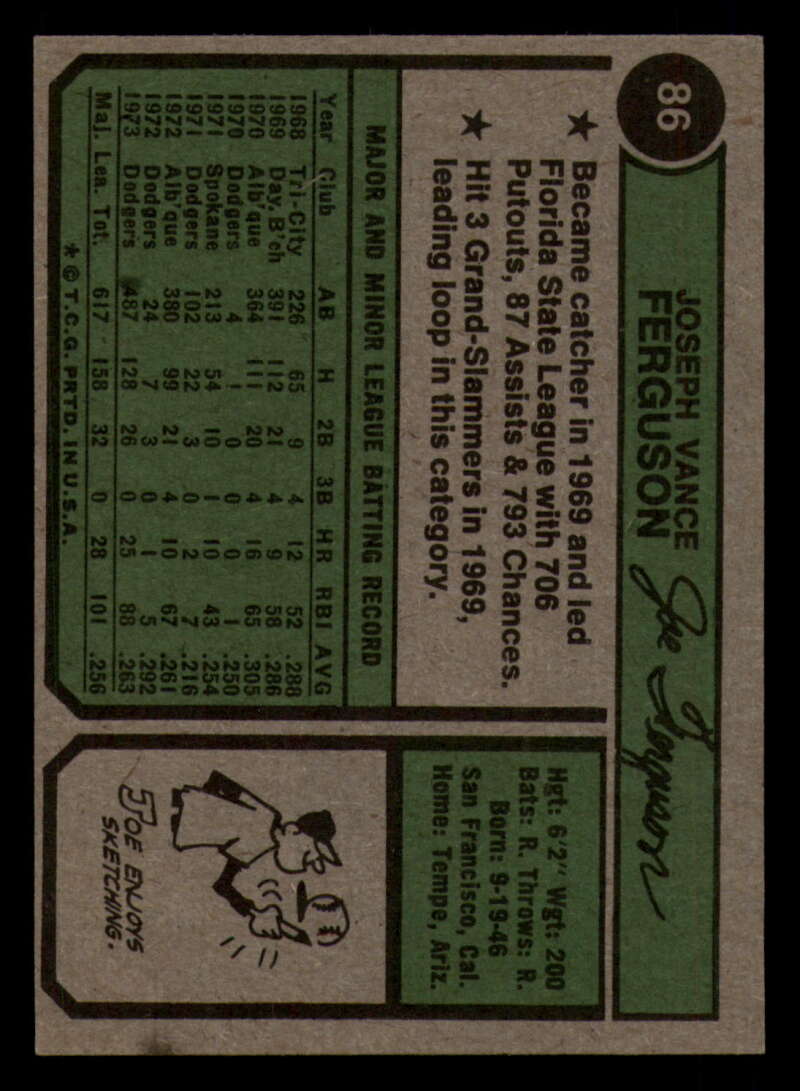 86
JOSEPH VANCE
FERGUSON
Joe Ferguson
★ Became catcher in 1969 and led
Florida State League with 706
Putouts, 87 Assists & 793 Chances.
★ Hit 3 Grand-Slammers in 1969,
leading loop in this category.
MAJOR AND MINOR LEAGUE BATTING RECORD
Year Club AB H 2B 3B HR RBI AVG
1968 Tri-City 226 65 9 4 12 52 .288
1969 Day. B'ch 391 112 21 4 9 58 .286
1970 Alb'que 364 111 20 4 16 65 .305
1970 Dodgers 4 1 0 0 0 1 .250
1971 Spokane 213 54 10 1 10 43 .254
1971 Dodgers 102 22 3 0 2 7 .216
1972 Alb'que 380 99 21 4 10 67 .261
1972 Dodgers 24 7 3 0 1 5 .292
1973 Dodgers 487 128 26 0 25 88 .263
Maj. Lea. Tot. 617 158 32 0 28 101 .256
* © T.C.G. PRTD. IN U.S.A.
Hgt: 6'2" Wgt: 200
Bats: R. Throws: R.
Born: 9-19-46
San Francisco, Cal.
Home: Tempe, Ariz.
JOE ENJOYS
SKETCHING.